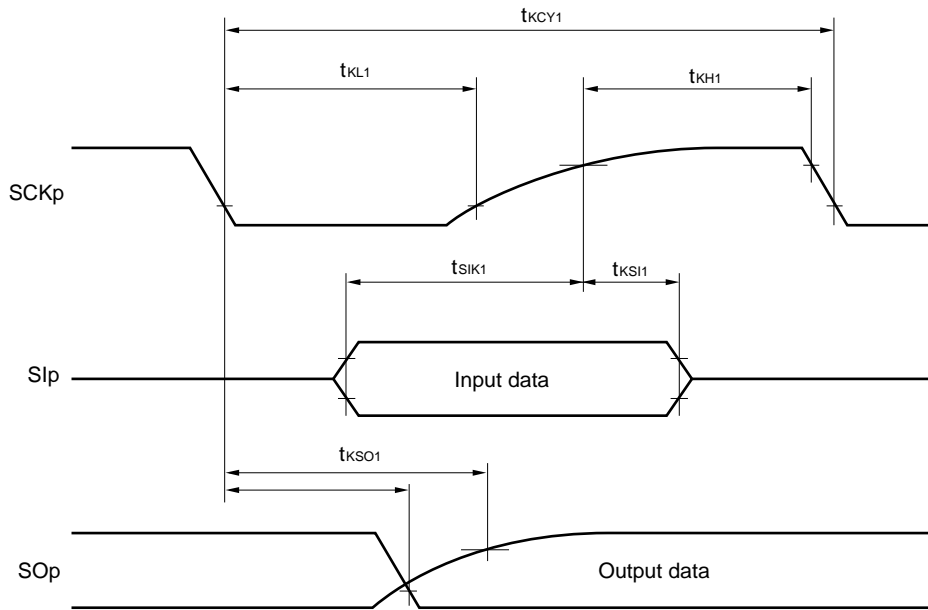 tKCY1
tKL1
tKH1
SCKp
tSIK1
tKSI1
SIp
Input data
tKSO1
SOp
Output data